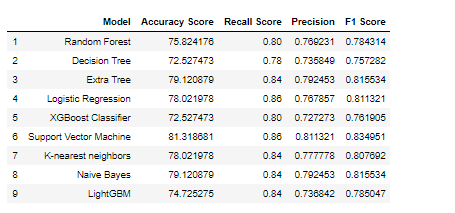 Model Accuracy Score Recall Score Precision F1 Score
1 Random Forest 75.824176 0.80 0.769231 0.784314
2 Decision Tree 72.527473 0.78 0.735849 0.757282
3 Extra Tree 79.120879 0.84 0.792453 0.815534
4 Logistic Regression 78.021978 0.86 0.767857 0.811321
5 XGBoost Classifier 72.527473 0.80 0.727273 0.761905
6 Support Vector Machine 81.318681 0.86 0.811321 0.834951
7 K-nearest neighbors 78.021978 0.84 0.777778 0.807692
8 Naive Bayes 79.120879 0.84 0.792453 0.815534
9 LightGBM 74.725275 0.84 0.736842 0.785047